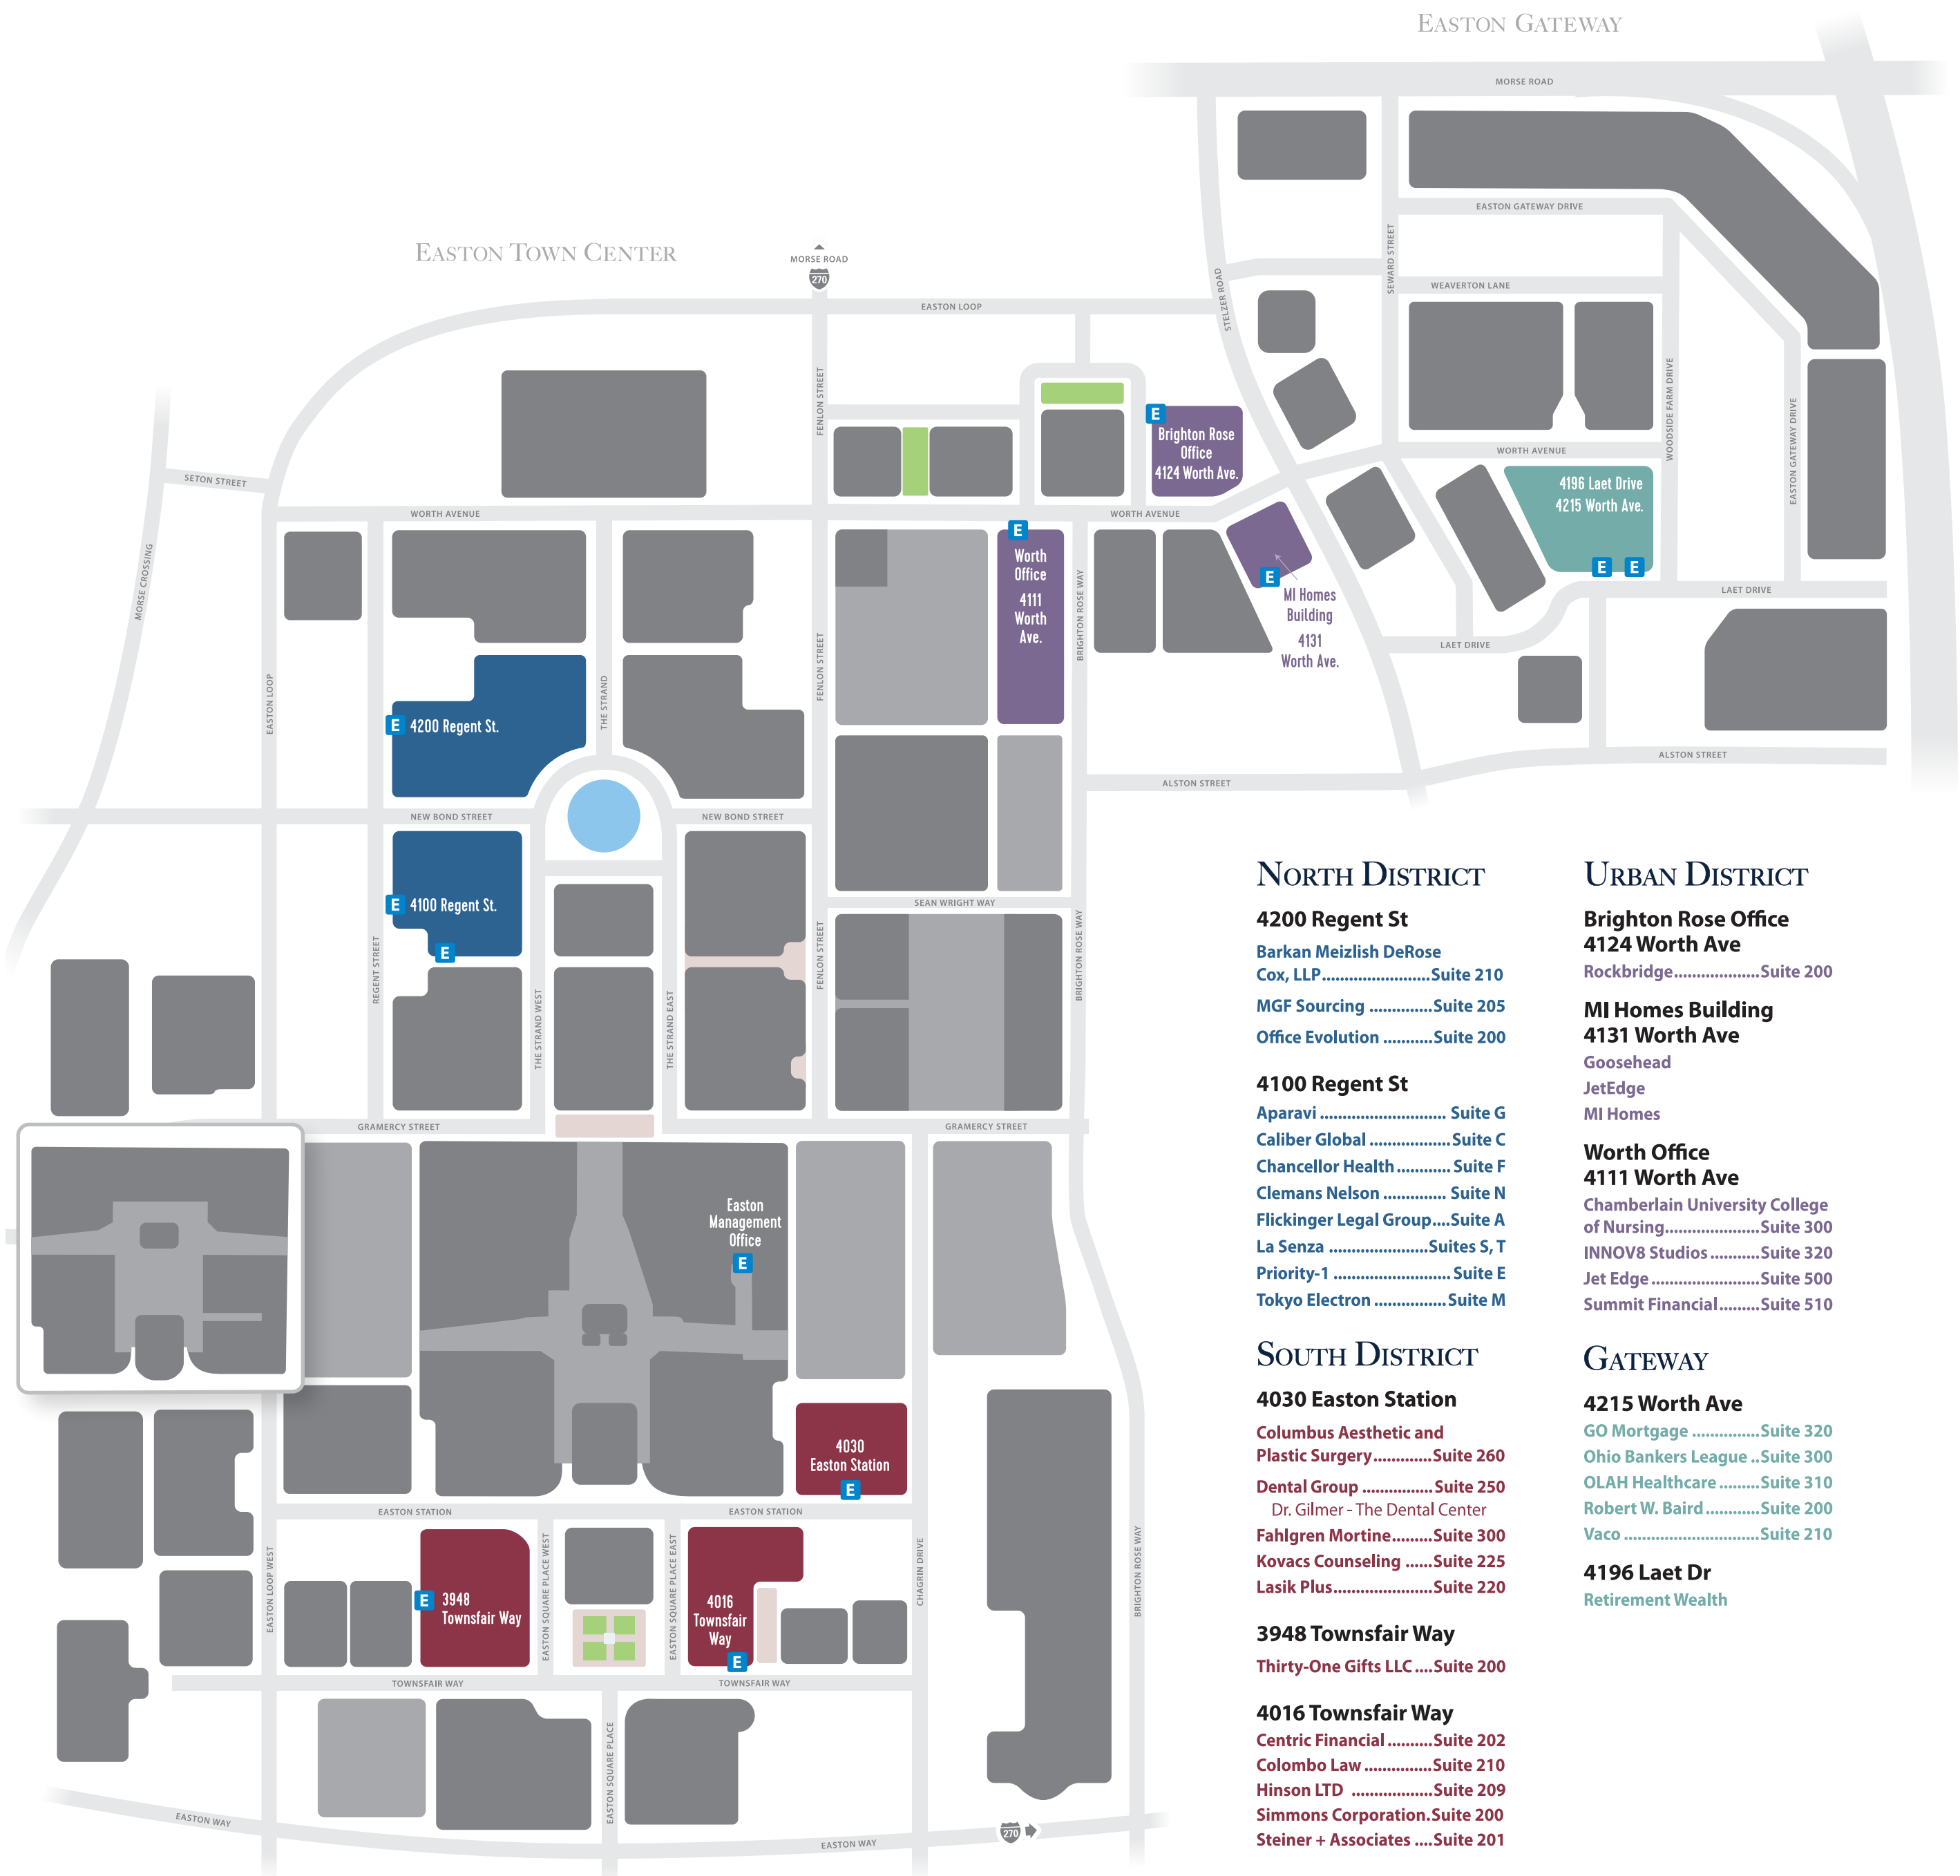 EASTON GATEWAY
MORSE ROAD
EASTON GATEWAY DRIVE
SEWARD STREET
STELZER ROAD
WEAVERTON LANE
WOODSIDE FARM DRIVE
EASTON GATEWAY DRIVE
WORTH AVENUE
4196 Laet Drive
4215 Worth Ave.
E E
LAET DRIVE
LAET DRIVE
ALSTON STREET
ALSTON STREET
EASTON TOWN CENTER
MORSE ROAD
270
EASTON LOOP
FENLON STREET
E
Brighton Rose
Office
4124 Worth Ave.
SETON STREET
MORSE CROSSING
WORTH AVENUE
WORTH AVENUE
E
Worth
Office
4111
Worth
Ave.
BRIGHTON ROSE WAY
E
MI Homes
Building
4131
Worth Ave.
EASTON LOOP
THE STRAND
FENLON STREET
E 4200 Regent St.
NEW BOND STREET
NEW BOND STREET
E 4100 Regent St.
E
SEAN WRIGHT WAY
REGENT STREET
THE STRAND WEST
THE STRAND EAST
FENLON STREET
BRIGHTON ROSE WAY
GRAMERCY STREET
GRAMERCY STREET
Easton
Management
Office
E
4030
Easton Station
E
EASTON STATION
EASTON STATION
EASTON LOOP WEST
E 3948
Townsfair Way
EASTON SQUARE PLACE WEST
EASTON SQUARE PLACE EAST
4016
Townsfair
Way
E
CHAGRIN DRIVE
BRIGHTON ROSE WAY
TOWNSFAIR WAY
TOWNSFAIR WAY
EASTON SQUARE PLACE
EASTON WAY
EASTON WAY
270
NORTH DISTRICT
4200 Regent St
Barkan Meizlish DeRose
Cox, LLP........................Suite 210
MGF Sourcing ..............Suite 205
Office Evolution ...........Suite 200
4100 Regent St
Aparavi ............................ Suite G
Caliber Global ..................Suite C
Chancellor Health............ Suite F
Clemans Nelson .............. Suite N
Flickinger Legal Group....Suite A
La Senza ......................Suites S, T
Priority-1 .......................... Suite E
Tokyo Electron ................Suite M
SOUTH DISTRICT
4030 Easton Station
Columbus Aesthetic and
Plastic Surgery.............Suite 260
Dental Group ................Suite 250
Dr. Gilmer - The Dental Center
Fahlgren Mortine.........Suite 300
Kovacs Counseling ......Suite 225
Lasik Plus......................Suite 220
3948 Townsfair Way
Thirty-One Gifts LLC ....Suite 200
4016 Townsfair Way
Centric Financial ..........Suite 202
Colombo Law ...............Suite 210
Hinson LTD ..................Suite 209
Simmons Corporation.Suite 200
Steiner + Associates ....Suite 201
URBAN DISTRICT
Brighton Rose Office
4124 Worth Ave
Rockbridge...................Suite 200
MI Homes Building
4131 Worth Ave
Goosehead
JetEdge
MI Homes
Worth Office
4111 Worth Ave
Chamberlain University College
of Nursing.....................Suite 300
INNOV8 Studios ...........Suite 320
Jet Edge ........................Suite 500
Summit Financial.........Suite 510
GATEWAY
4215 Worth Ave
GO Mortgage ...............Suite 320
Ohio Bankers League ..Suite 300
OLAH Healthcare .........Suite 310
Robert W. Baird ............Suite 200
Vaco ..............................Suite 210
4196 Laet Dr
Retirement Wealth